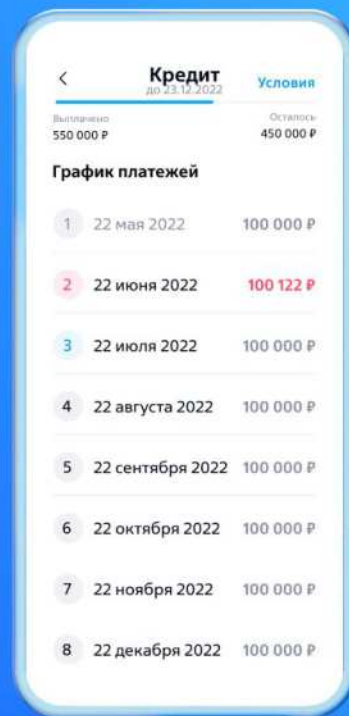 Кредит
Условия
до 23.12.2022
Выплачено
Осталось
550 000 ₽
450 000 ₽
График платежей
1 22 мая 2022 100 000 ₽
2 22 июня 2022 100 122 ₽
3 22 июля 2022 100 000 ₽
4 22 августа 2022 100 000 ₽
5 22 сентября 2022 100 000 ₽
6 22 октября 2022 100 000 ₽
7 22 ноября 2022 100 000 ₽
8 22 декабря 2022 100 000 ₽